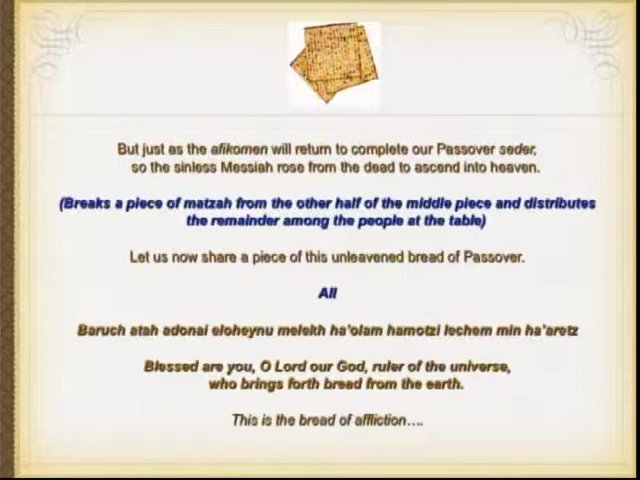 But just as the afikomen will return to complete our Passover seder,
so the sinless Messiah rose from the dead to ascend into heaven.
(Breaks a piece of matzah from the other half of the middle piece and distributes
the remainder among the people at the table)
Let us now share a piece of this unleavened bread of Passover.
All
Baruch atah adonai eloheynu melekh ha'olam hamotzi lechem min ha'aretz
Blessed are you, O Lord our God, ruler of the universe,
who brings forth bread from the earth.
This is the bread of affliction….